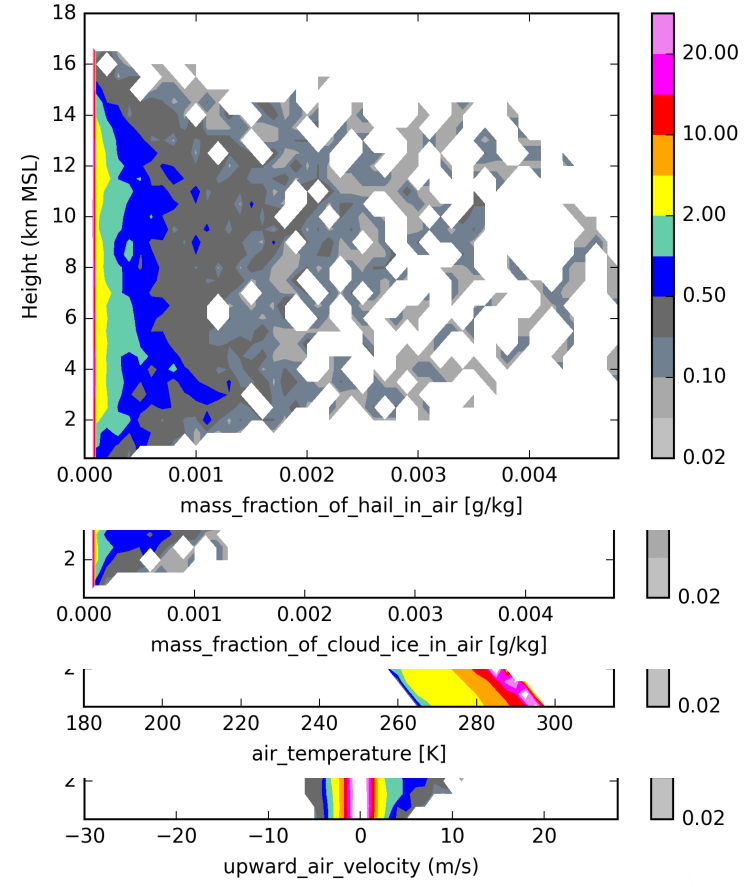 18
16
14
12
10
8
6
4
2
Height (km MSL)
0.000 0.001 0.002 0.003 0.004
mass_fraction_of_hail_in_air [g/kg]
20.00
10.00
2.00
0.50
0.10
0.02
2
0.02
0.000 0.001 0.002 0.003 0.004
mass_fraction_of_cloud_ice_in_air [g/kg]
0.02
180 200 220 240 260 280 300
air_temperature [K]
2
0.02
−30 −20 −10 0 10 20
upward_air_velocity (m/s)